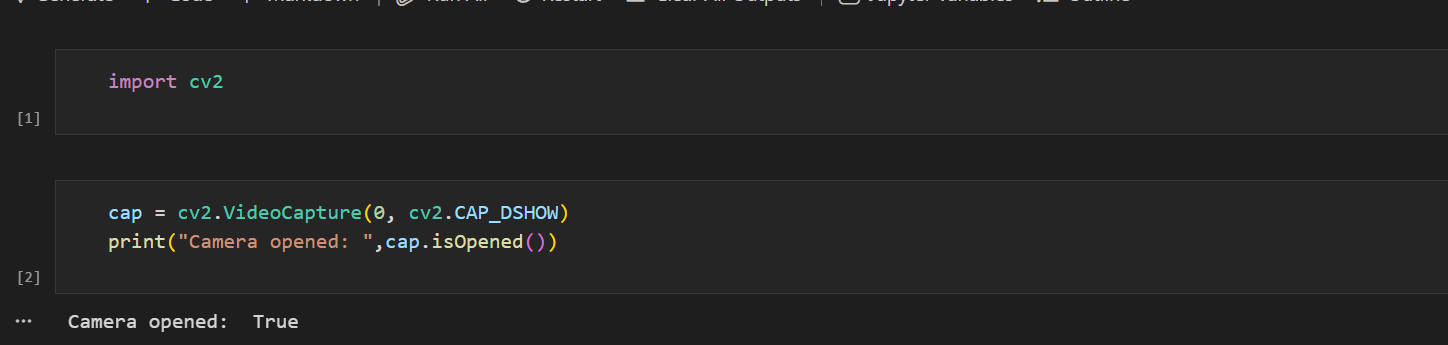 import cv2
[1]
cap = cv2.VideoCapture(0, cv2.CAP_DSHOW)
print("Camera opened: ",cap.isOpened())
[2]
... Camera opened:  True